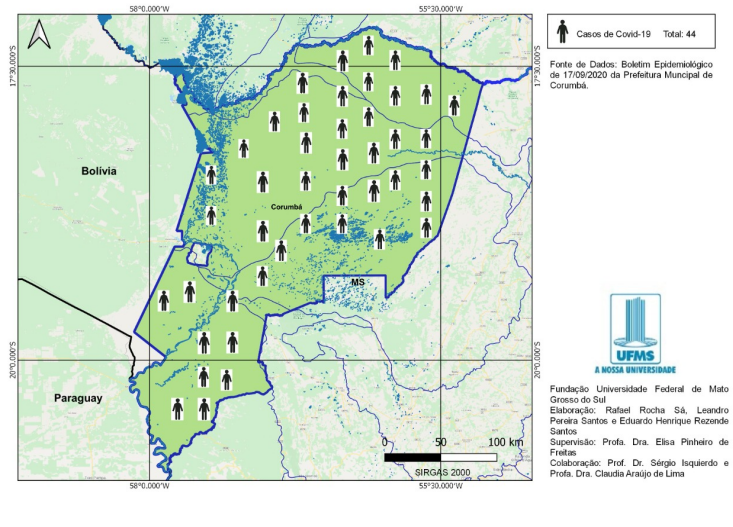 58°0.000'W
55°30.000'W
17°30.000'S
17°30.000'S
Casos de Covid-19 Total: 44
Fonte de Dados: Boletim Epidemiológico
de 17/09/2020 da Prefeitura Muncipal de
Corumbá.
Bolívia
Corumbá
MS
20°0.000'S
20°0.000'S
Paraguay
UFMS
A NOSSA UNIVERSIDADE
Fundação Universidade Federal de Mato
Grosso do Sul
Elaboração: Rafael Rocha Sá, Leandro
Pereira Santos e Eduardo Henrique Rezende
Santos
Supervisão: Profa. Dra. Elisa Pinheiro de
Freitas
Colaboração: Prof. Dr. Sérgio Isquierdo e
Profa. Dra. Claudia Araújo de Lima
0 50 100 km
SIRGAS 2000
58°0.000'W
55°30.000'W